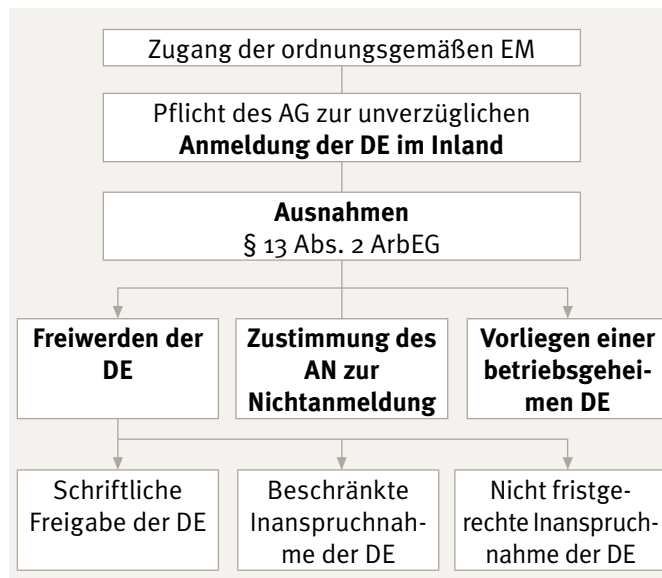 Zugang der ordnungsgemäßen EM
Pflicht des AG zur unverzüglichen
Anmeldung der DE im Inland
Ausnahmen
§ 13 Abs. 2 ArbEG
Freiwerden der
DE
Zustimmung des
AN zur
Nichtanmeldung
Vorliegen einer
betriebsgehei-
men DE
Schriftliche
Freigabe der DE
Beschränkte
Inanspruchnah-
me der DE
Nicht fristge-
rechte Inanspruch-
nahme der DE